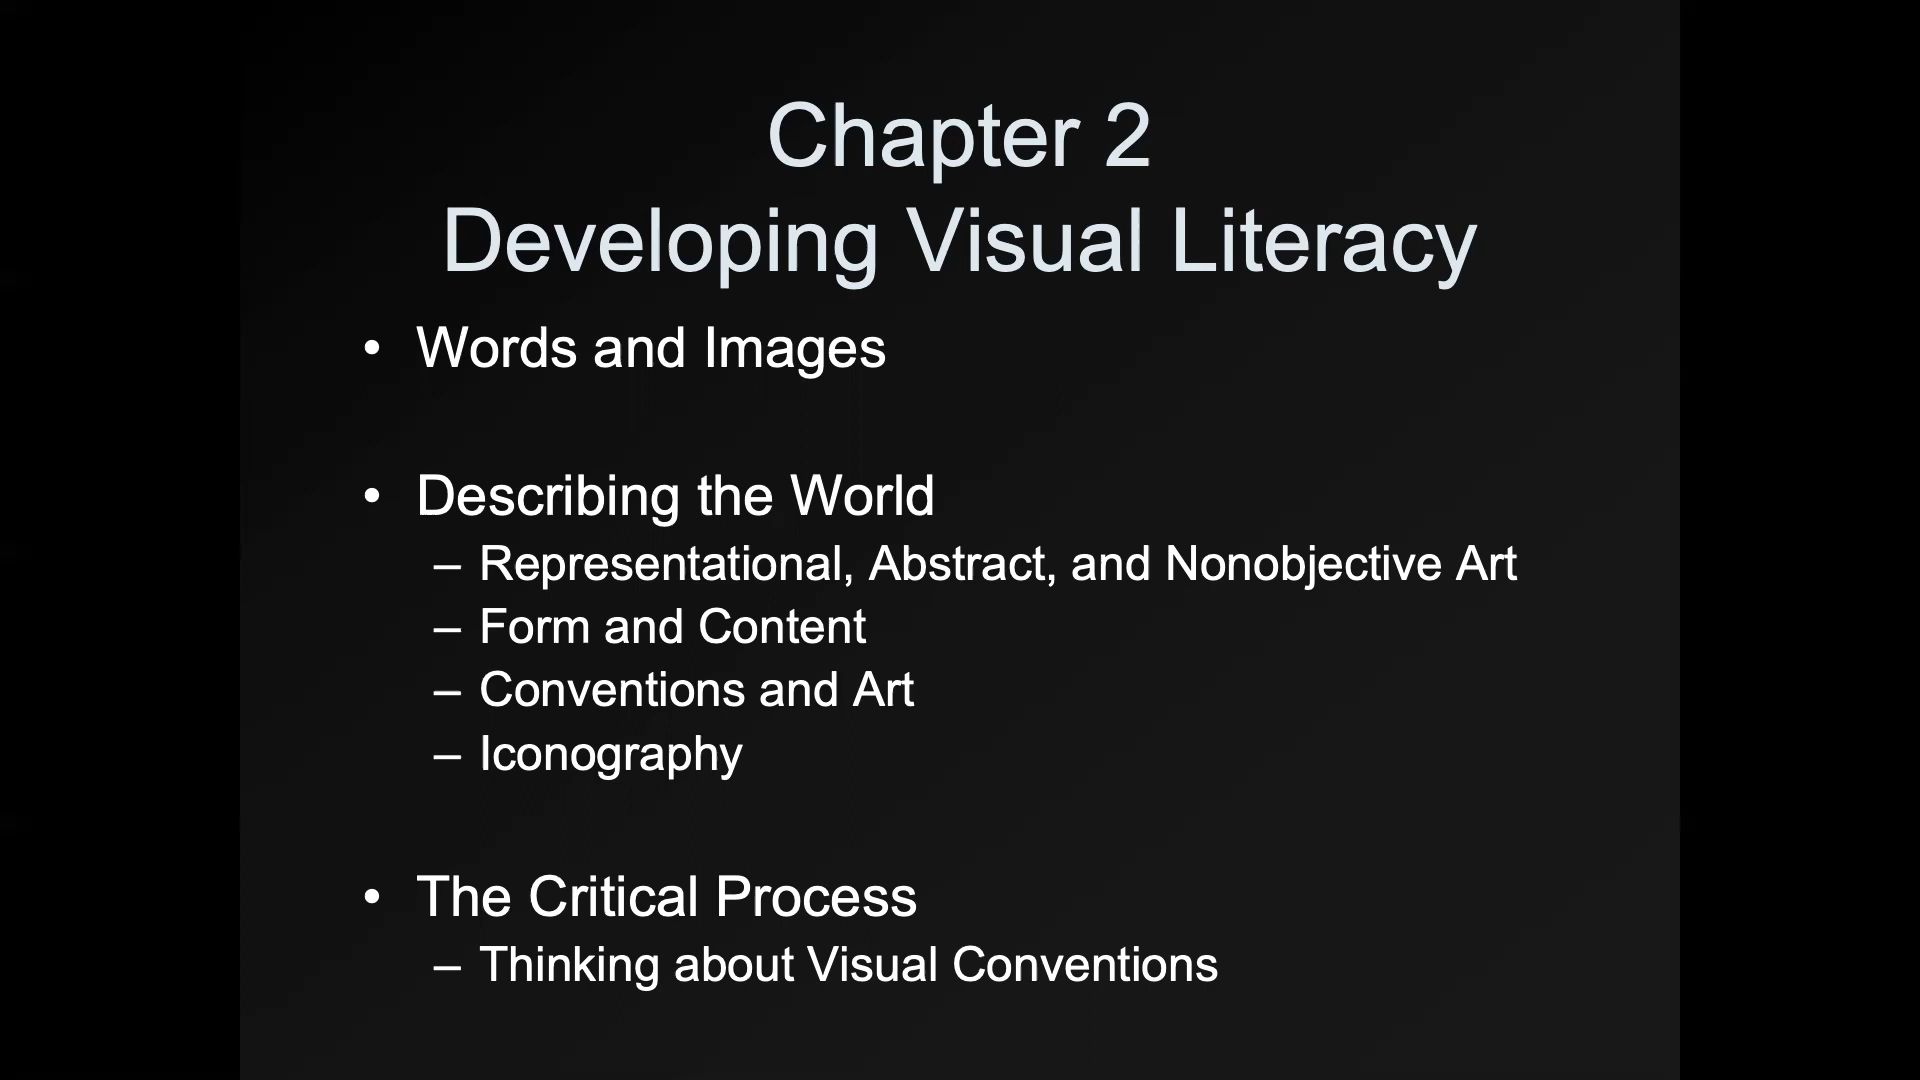 Chapter 2
Developing Visual Literacy
• Words and Images
• Describing the World
– Representational, Abstract, and Nonobjective Art
– Form and Content
– Conventions and Art
– Iconography
• The Critical Process
– Thinking about Visual Conventions